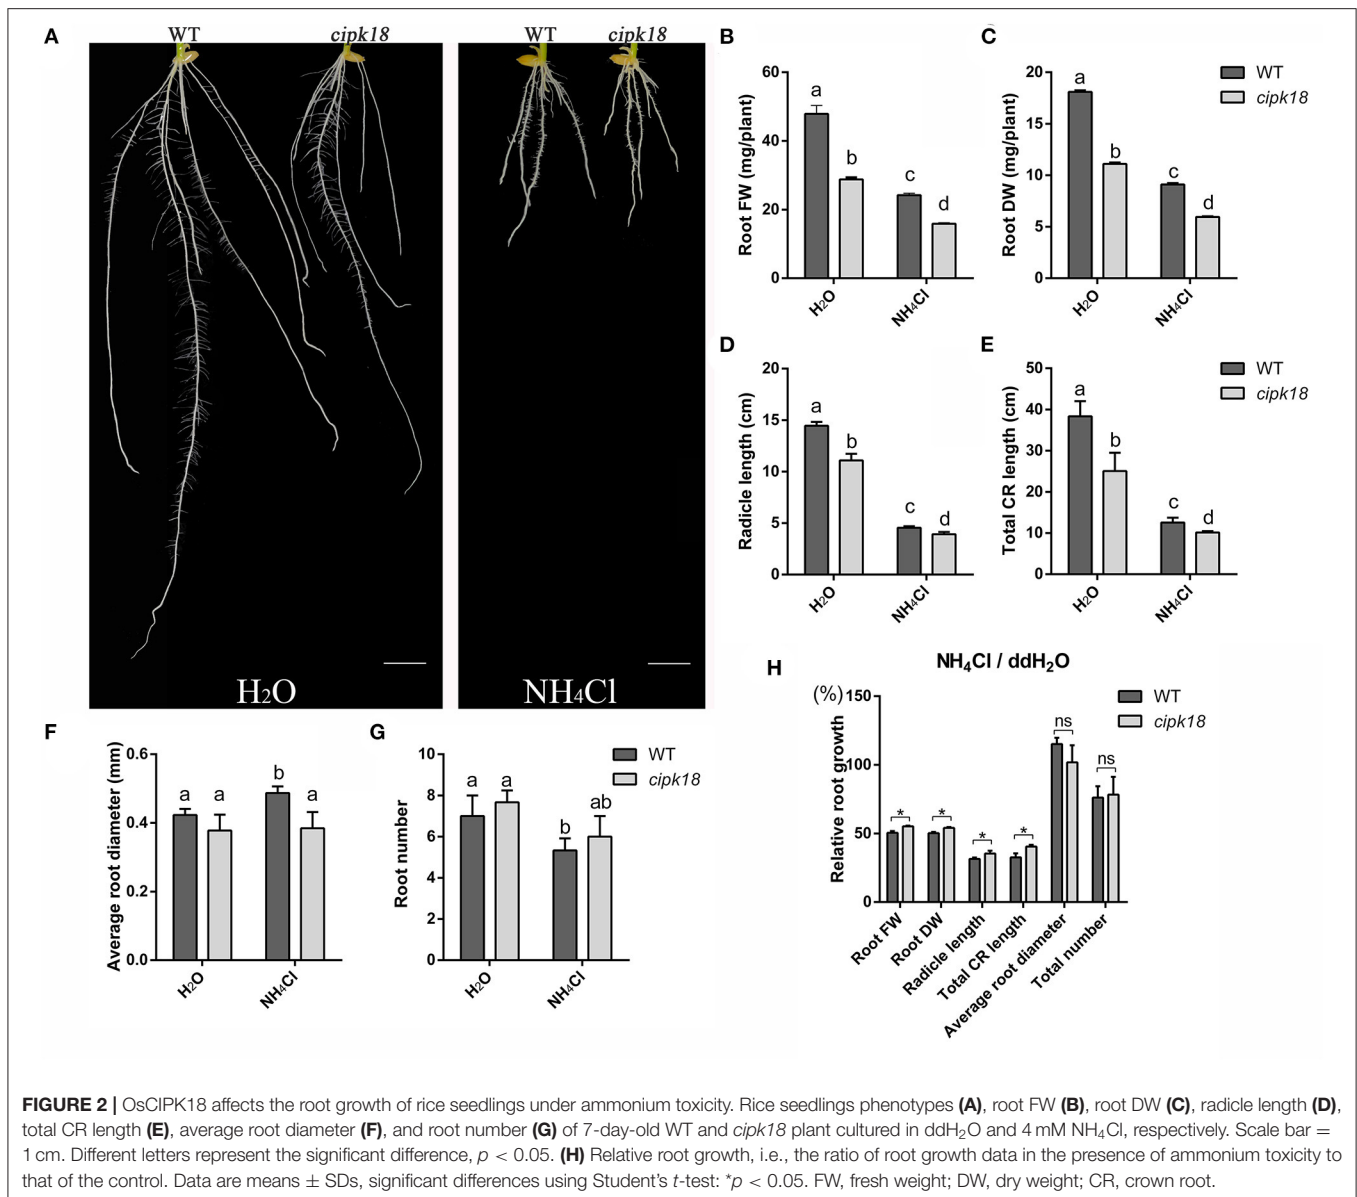 A
WT
cipk18
WT
cipk18
H₂O
NH₄Cl
B
Root FW (mg/plant)
60
40
20
0
a
b
c
d
H₂O
NH₄Cl
C
Root DW (mg/plant)
20
15
10
5
0
a
b
c
d
H₂O
NH₄Cl
WT
cipk18
D
Radicle length (cm)
20
15
10
5
0
a
b
c
d
H₂O
NH₄Cl
E
Total CR length (cm)
50
40
30
20
10
0
a
b
c
d
H₂O
NH₄Cl
WT
cipk18
F
Average root diameter (mm)
0.6
0.4
0.2
0.0
a
a
b
a
H₂O
NH₄Cl
G
Root number
10
8
6
4
2
0
a
a
b
ab
H₂O
NH₄Cl
WT
cipk18
H
NH₄Cl / ddH₂O
(%)
Relative root growth
150
100
50
0
*
*
*
*
ns
ns
WT
cipk18
Root FW
Root DW
Radicle length
Total CR length
Average root diameter
Total number
FIGURE 2 | OsCIPK18 affects the root growth of rice seedlings under ammonium toxicity. Rice seedlings phenotypes (A), root FW (B), root DW (C), radicle length (D),
total CR length (E), average root diameter (F), and root number (G) of 7-day-old WT and cipk18 plant cultured in ddH₂O and 4 mM NH₄Cl, respectively. Scale bar =
1 cm. Different letters represent the significant difference, p < 0.05. (H) Relative root growth, i.e., the ratio of root growth data in the presence of ammonium toxicity to
that of the control. Data are means ± SDs, significant differences using Student's t-test: *p < 0.05. FW, fresh weight; DW, dry weight; CR, crown root.